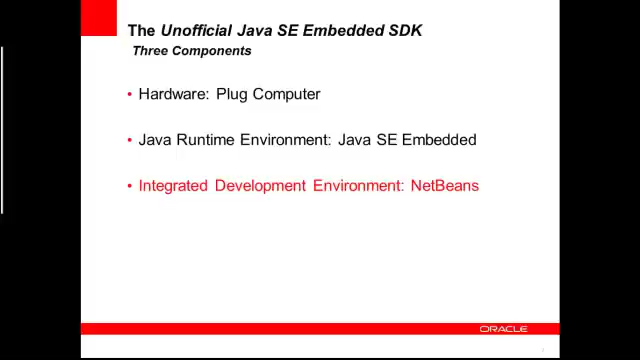 The Unofficial Java SE Embedded SDK
Three Components
• Hardware: Plug Computer
• Java Runtime Environment: Java SE Embedded
• Integrated Development Environment: NetBeans
ORACLE